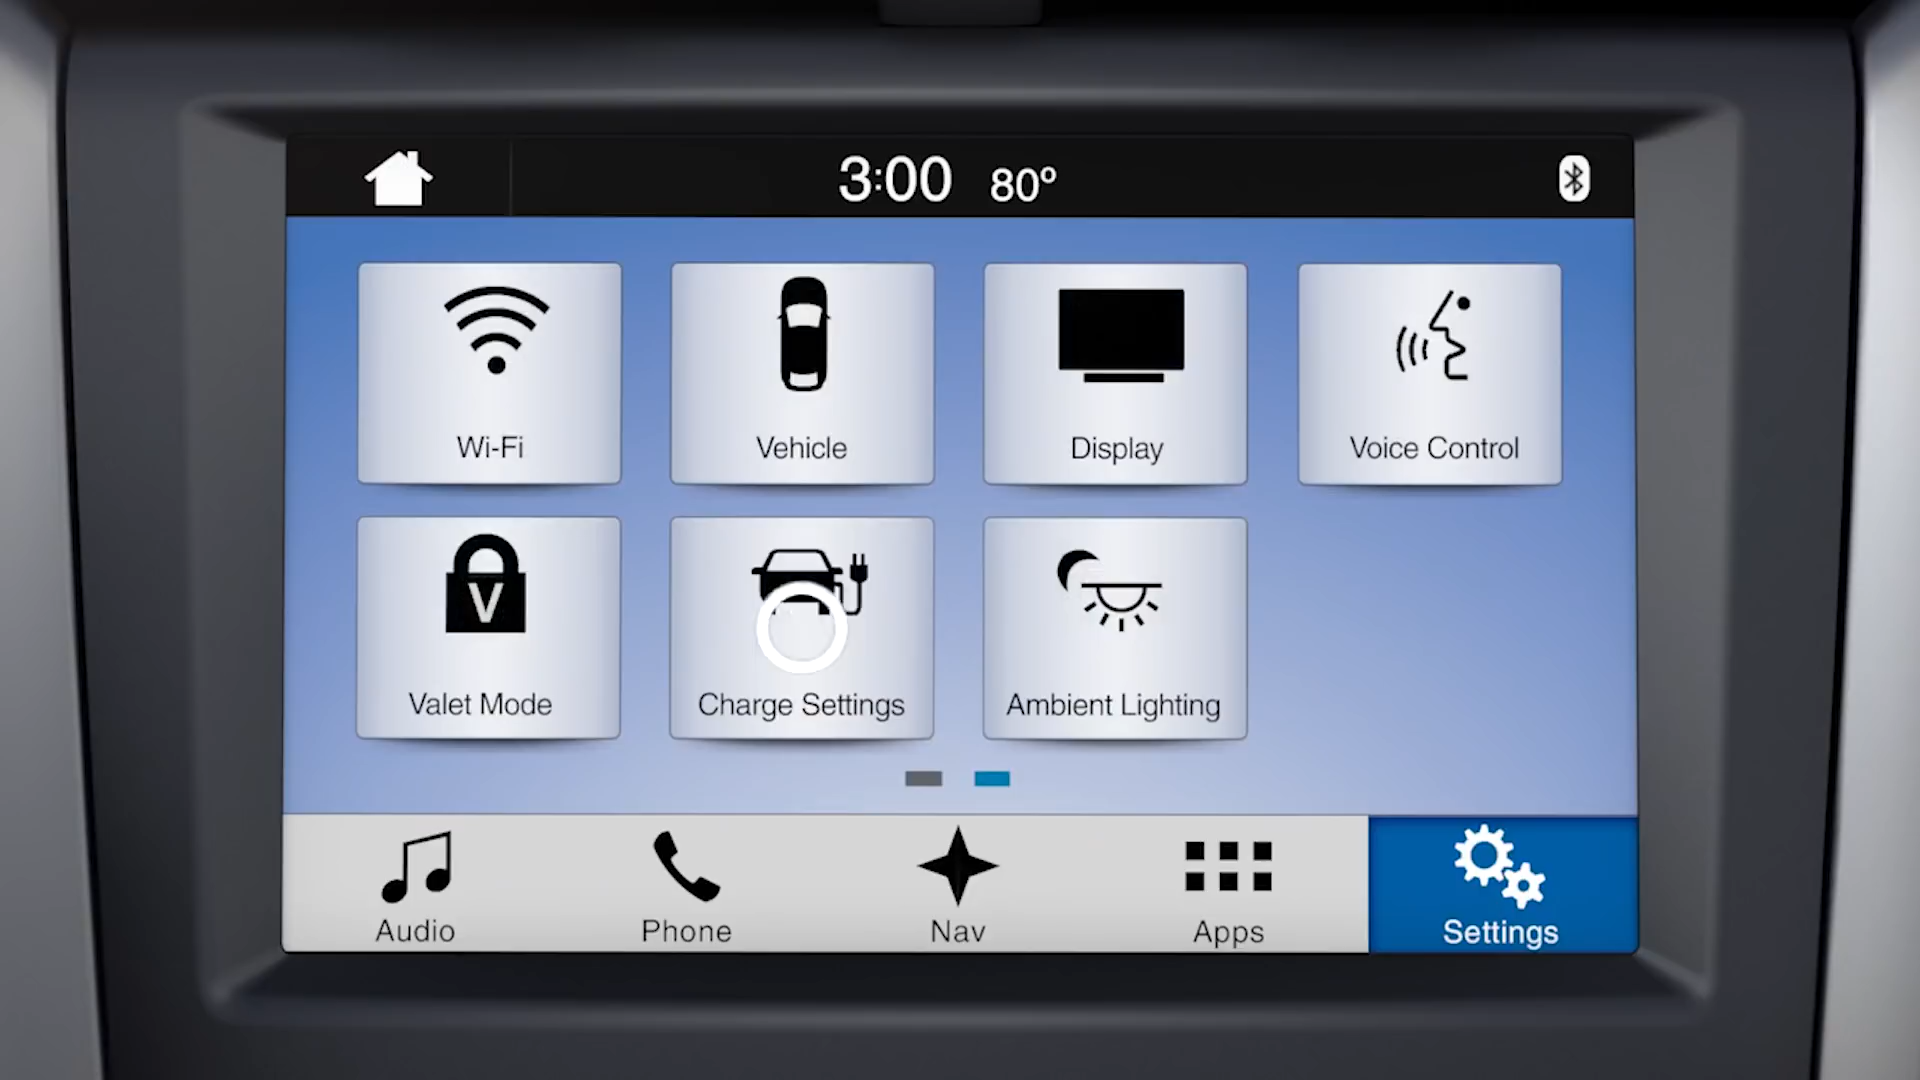 3:00 80º
Wi-Fi
Vehicle
Display
Voice Control
V
Valet Mode
Charge Settings
Ambient Lighting
Audio
Phone
Nav
Apps
Settings